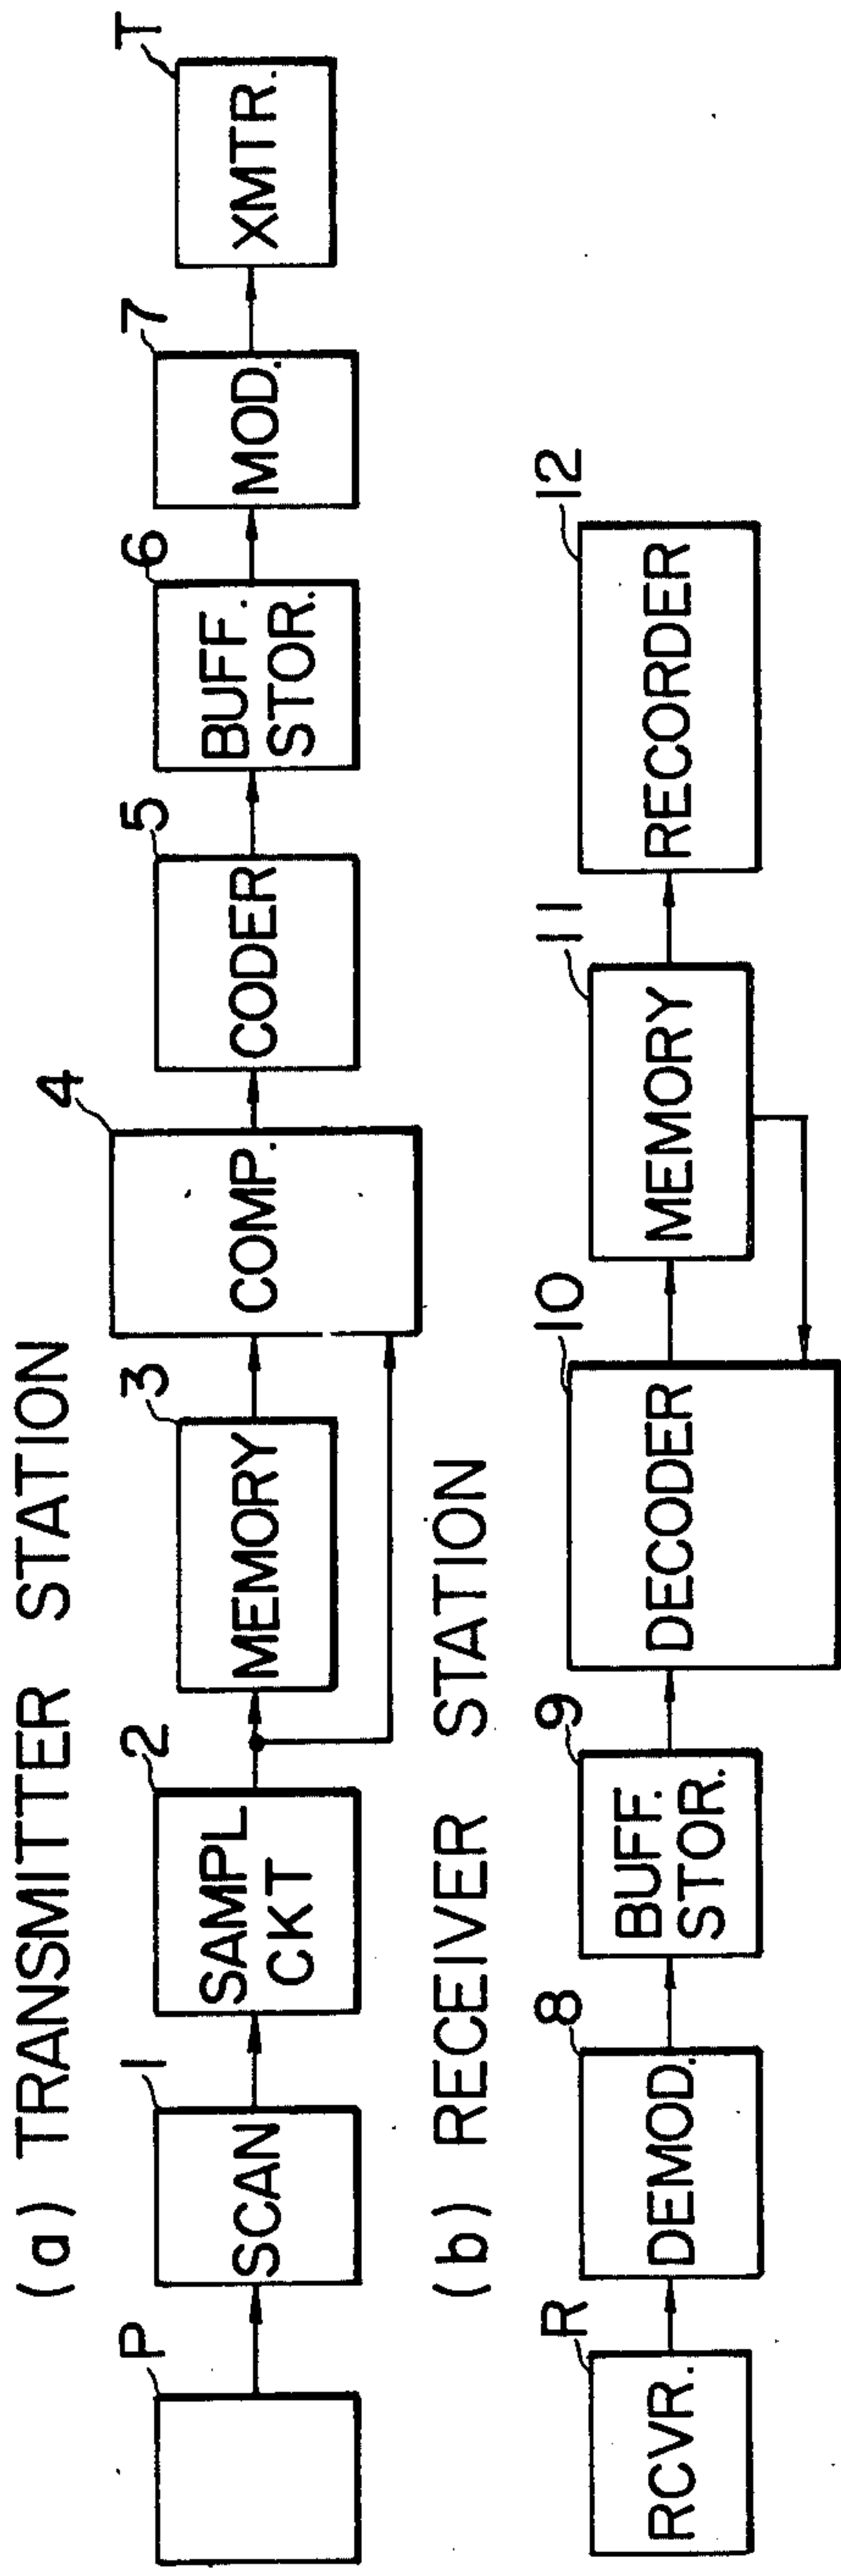 (a) TRANSMITTER STATION
P
1
SCAN
2
SAMPL
CKT
3
MEMORY
4
COMP.
5
CODER
6
BUFF.
STOR.
7
MOD.
T
XMTR.
(b) RECEIVER STATION
R
RCVR.
8
DEMOD.
9
BUFF.
STOR.
10
DECODER
11
MEMORY
12
RECORDER